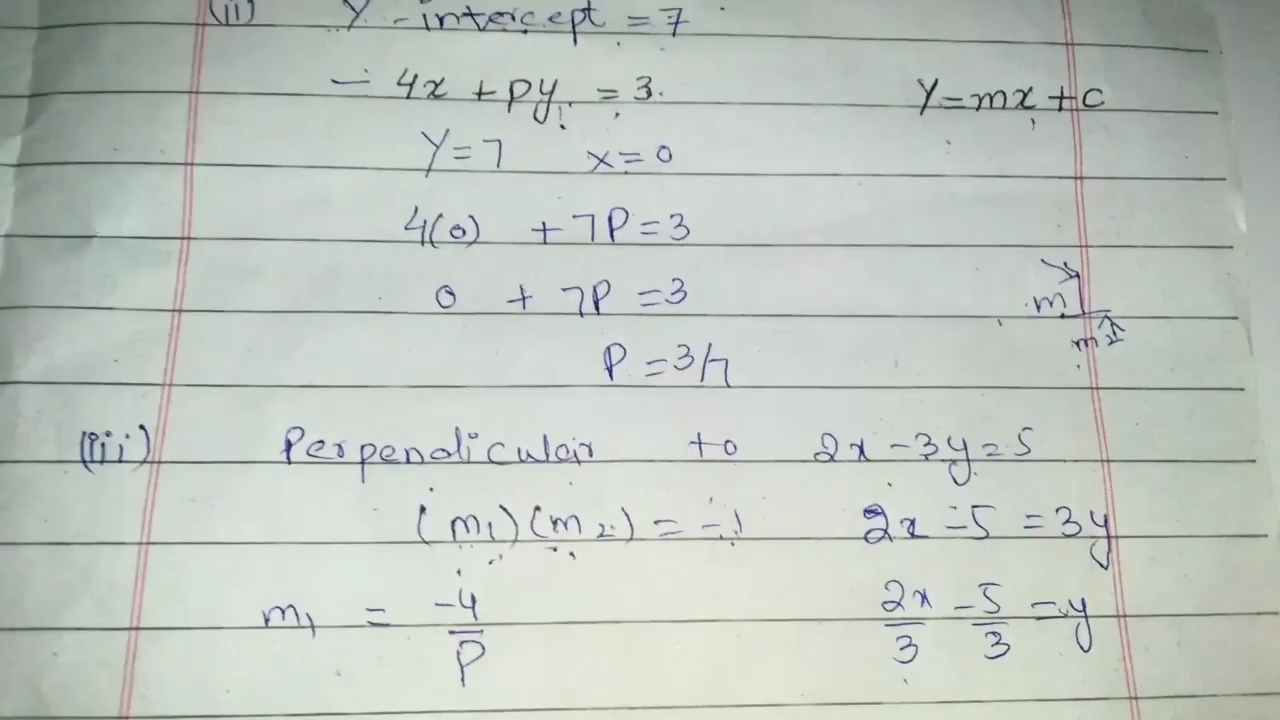 (ii) Y-intercept = 7
- 4x + py = 3. Y = mx + c
Y = 7 x = 0
4(0) + 7P = 3
0 + 7P = 3
m
m2
P = 3/7
(iii) Perpendicular to 2x - 3y = 5
(m1)(m2) = -1 2x - 5 = 3y
m1 = -4/P 2x/3 - 5/3 = y